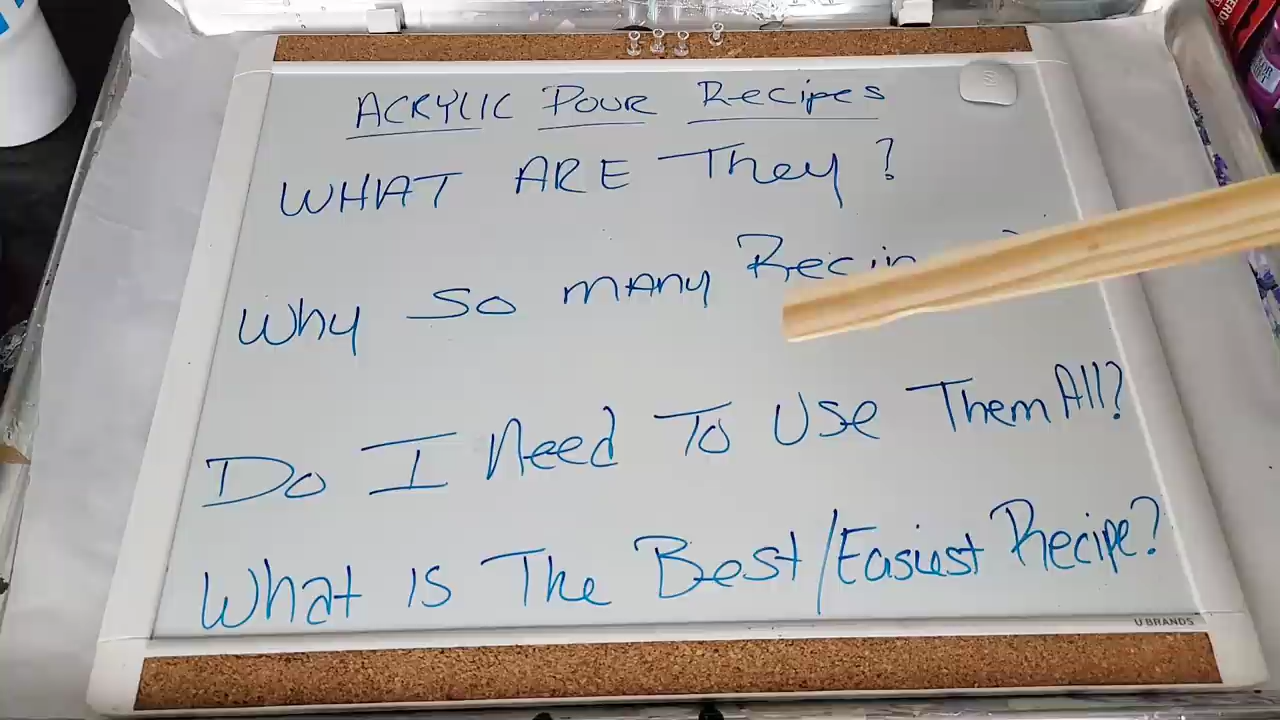 ACRYLIC POUR RecipeS
WHAT ARE They?
Why So mANy
Do I Need To Use Them All?
What IS The Best/Easiest Recipe?
U BRANDS